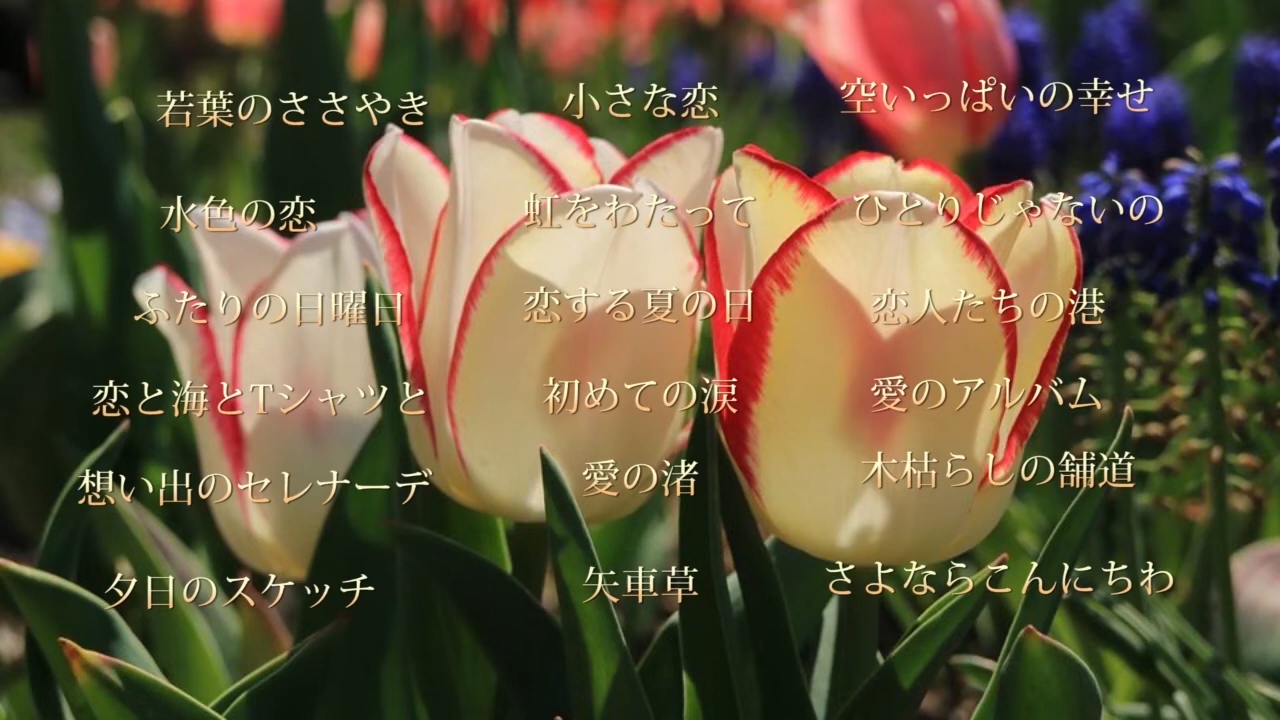 若葉のささやき
小さな恋
空いっぱいの幸せ
水色の恋
虹をわたって
ひとりじゃないの
ふたりの日曜日
恋する夏の日
恋人たちの港
恋と海とTシャツと
初めての涙
愛のアルバム
想い出のセレナーデ
愛の渚
木枯らしの舗道
夕日のスケッチ
矢車草
さよならこんにちわ